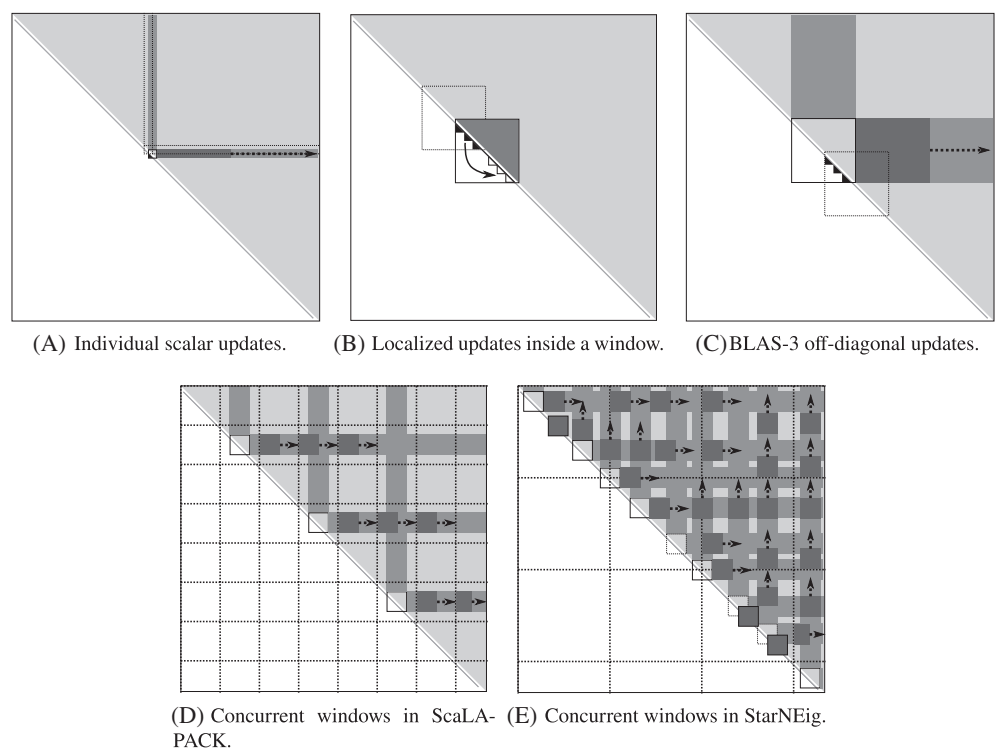 (A) Individual scalar updates.
(B) Localized updates inside a window.
(C)BLAS-3 off-diagonal updates.
(D) Concurrent windows in ScaLA-
PACK.
(E) Concurrent windows in StarNEig.